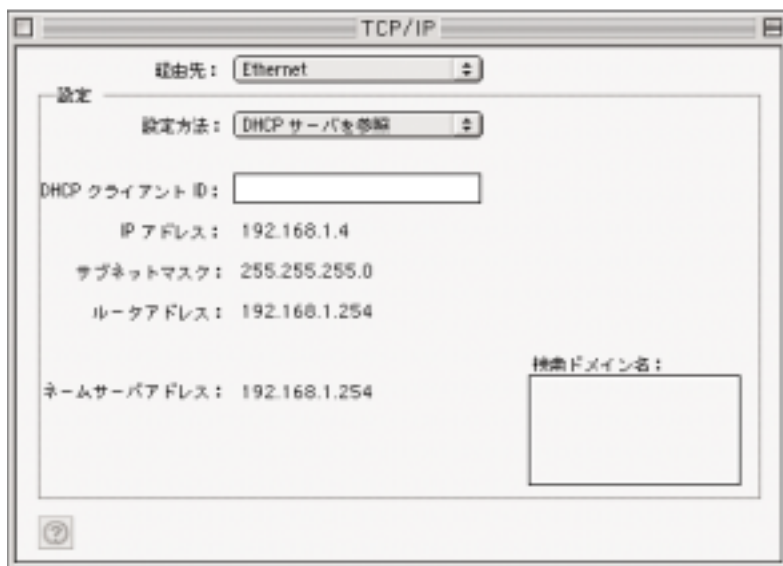 TCP/IP
経由先： Ethernet
設定
設定方法： DHCP サーバを参照
DHCP クライアント ID：
IP アドレス： 192.168.1.4
サブネットマスク： 255.255.255.0
ルータアドレス： 192.168.1.254
検索ドメイン名：
ネームサーバアドレス： 192.168.1.254
?